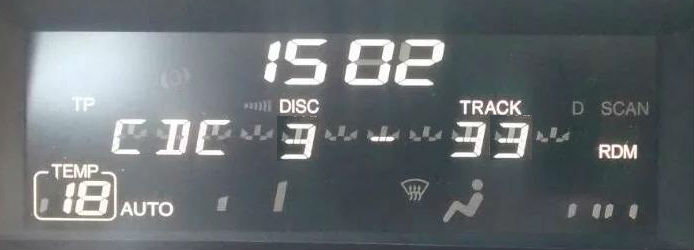 15 02
TP DISC TRACK D SCAN
CDC 3 - 33 RDM
TEMP
18 AUTO